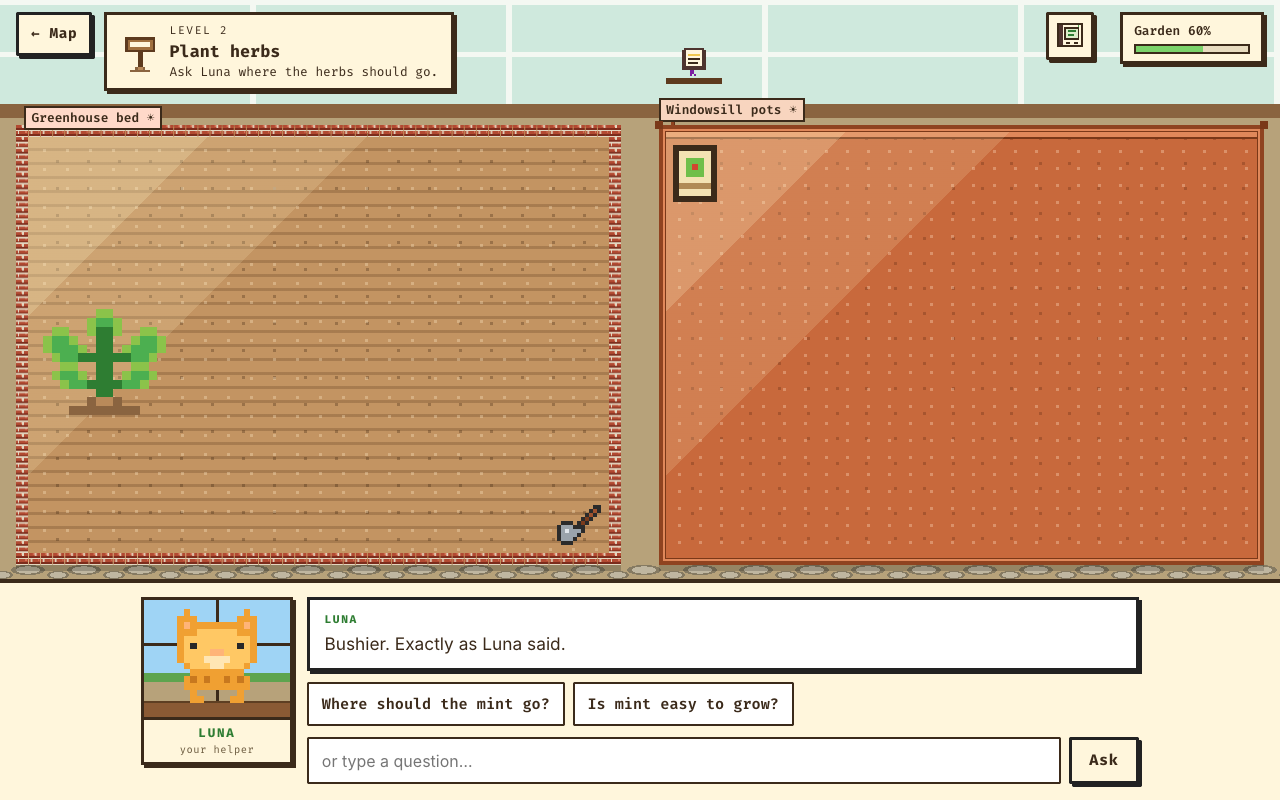 ← Map
LEVEL 2
Plant herbs
Ask Luna where the herbs should go.
Garden 60%
Greenhouse bed ☀
Windowsill pots ☀
LUNA
Bushier. Exactly as Luna said.
Where should the mint go?
Is mint easy to grow?
LUNA
your helper
or type a question...
Ask